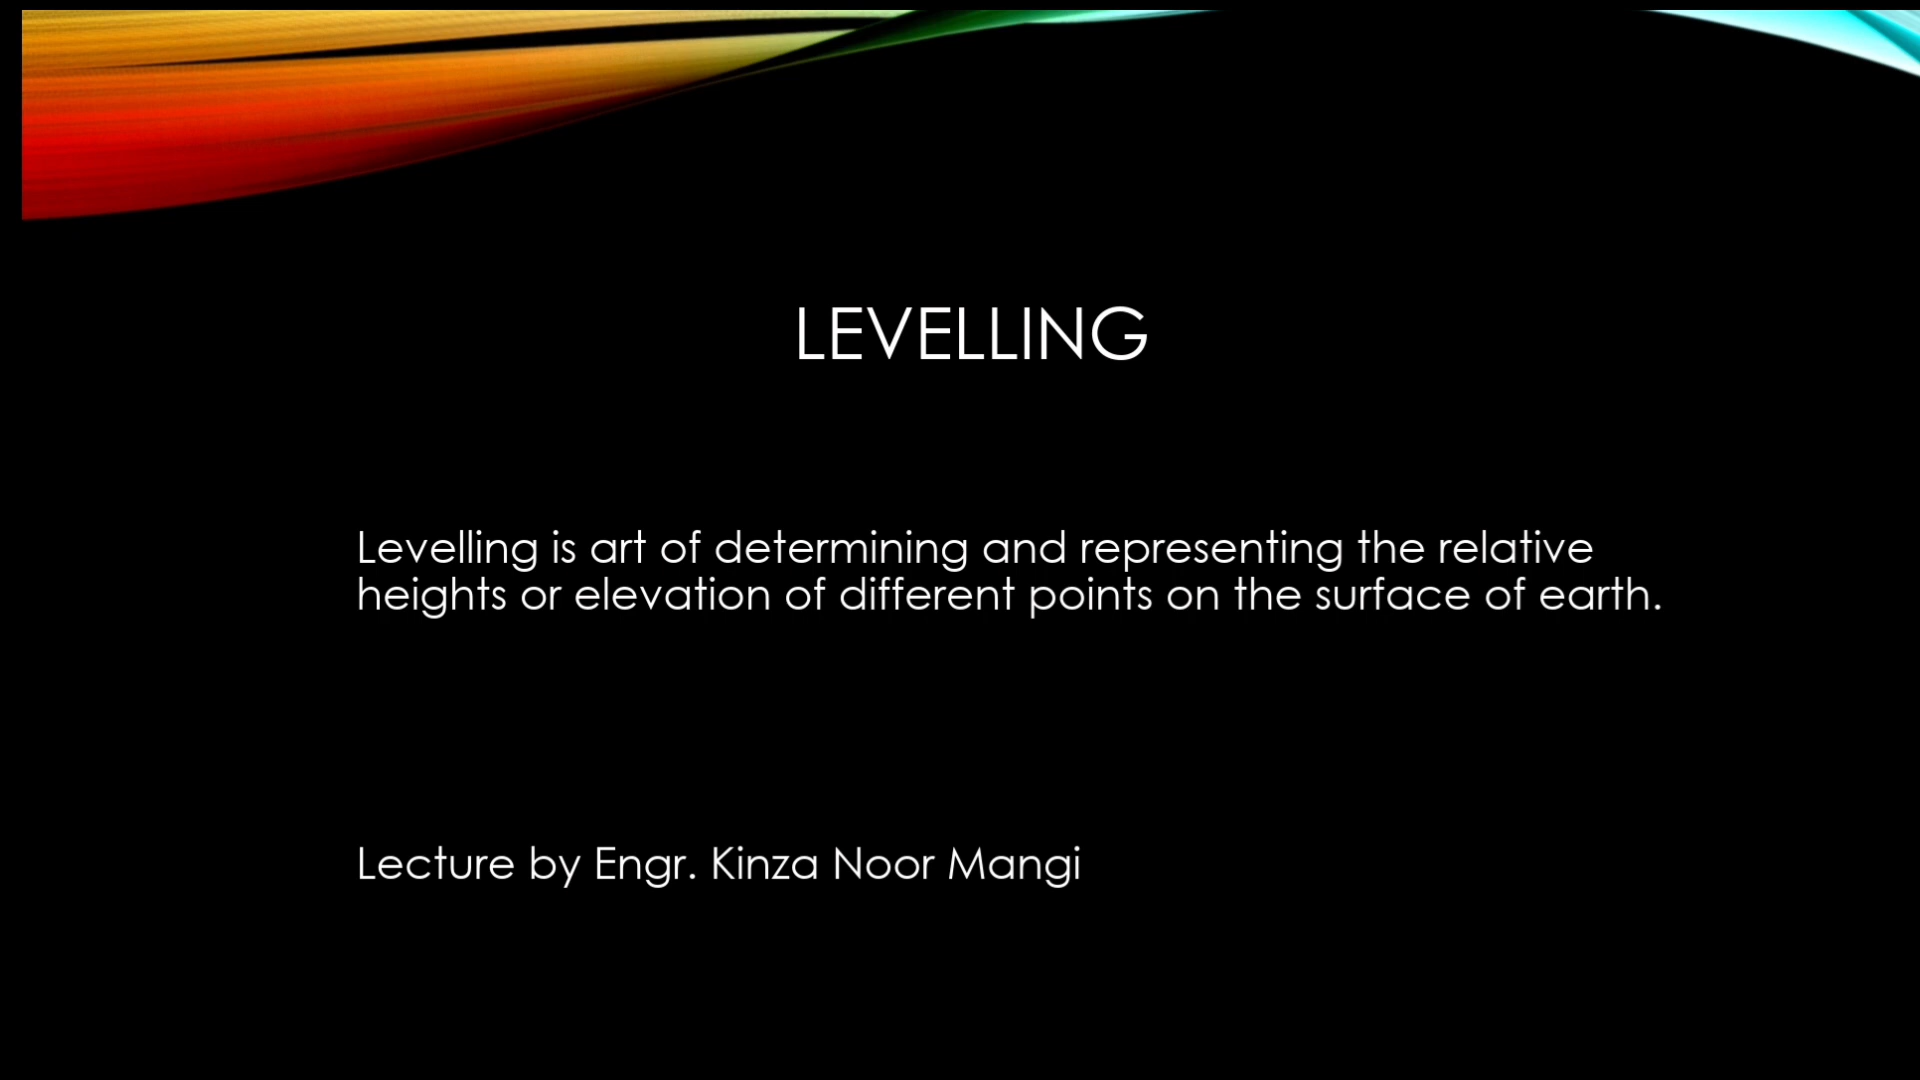 LEVELLING
Levelling is art of determining and representing the relative
heights or elevation of different points on the surface of earth.
Lecture by Engr. Kinza Noor Mangi